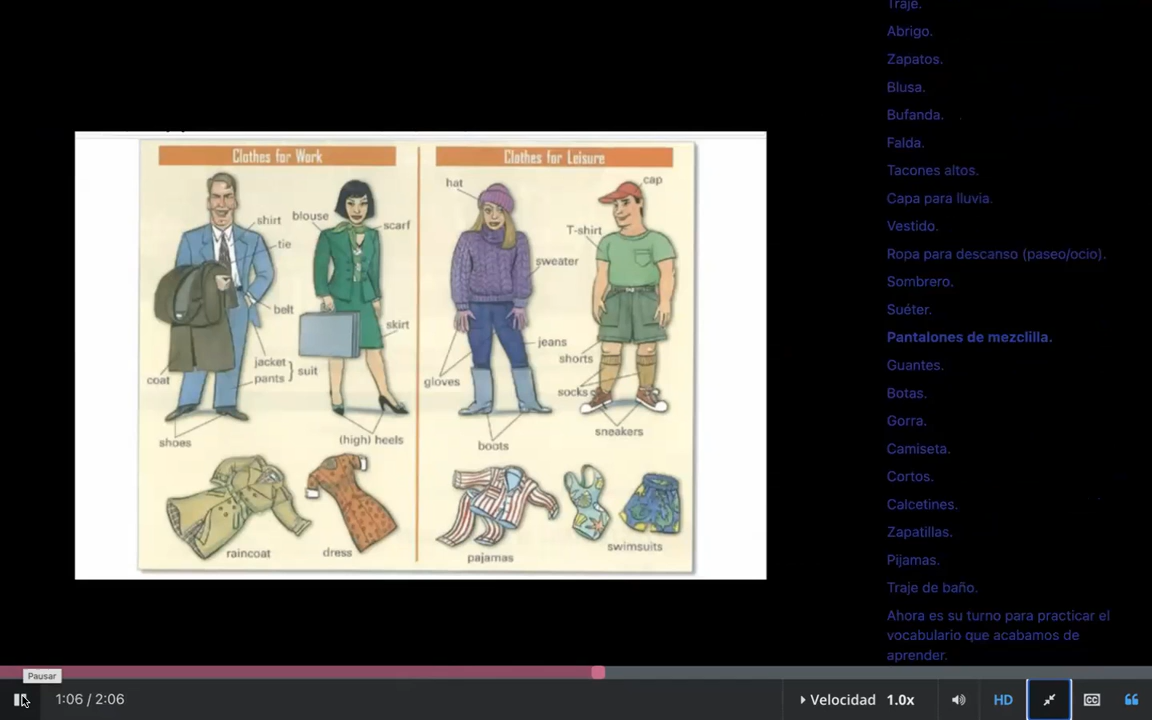 Clothes for Work
Clothes for Leisure
hat
cap
shirt
blouse
scarf
T-shirt
tie
sweater
belt
skirt
jeans
jacket
shorts
suit
coat
pants
gloves
socks
sneakers
shoes
(high) heels
boots
raincoat
dress
pajamas
swimsuits
Traje.
Abrigo.
Zapatos.
Blusa.
Bufanda.
Falda.
Tacones altos.
Capa para lluvia.
Vestido.
Ropa para descanso (paseo/ocio).
Sombrero.
Suéter.
Pantalones de mezclilla.
Guantes.
Botas.
Gorra.
Camiseta.
Cortos.
Calcetines.
Zapatillas.
Pijamas.
Traje de baño.
Ahora es su turno para practicar el
vocabulario que acabamos de
aprender.
Pausar
1:06 / 2:06
Velocidad 1.0x
HD
CC